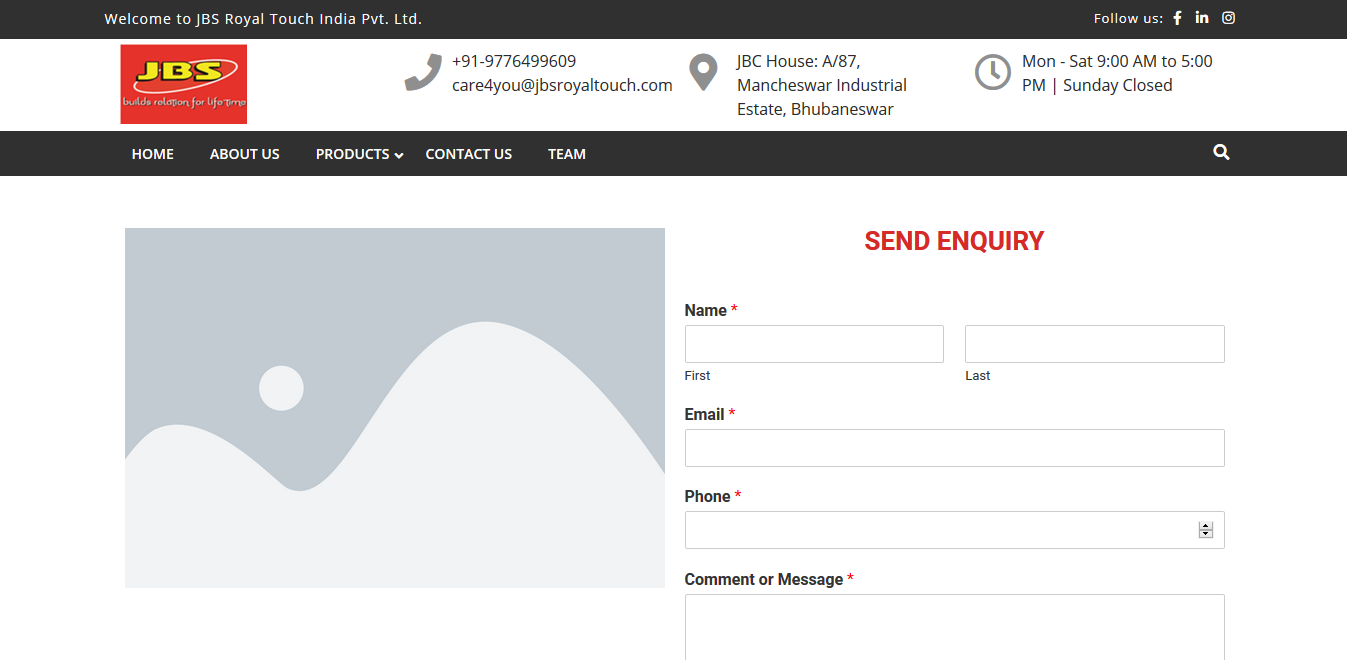 Welcome to JBS Royal Touch India Pvt. Ltd.
Follow us:
JBS
builds relation for life Time
+91-9776499609
care4you@jbsroyaltouch.com
JBC House: A/87,
Mancheswar Industrial
Estate, Bhubaneswar
Mon - Sat 9:00 AM to 5:00
PM | Sunday Closed
HOME ABOUT US PRODUCTS CONTACT US TEAM
SEND ENQUIRY
Name *
First Last
Email *
Phone *
Comment or Message *